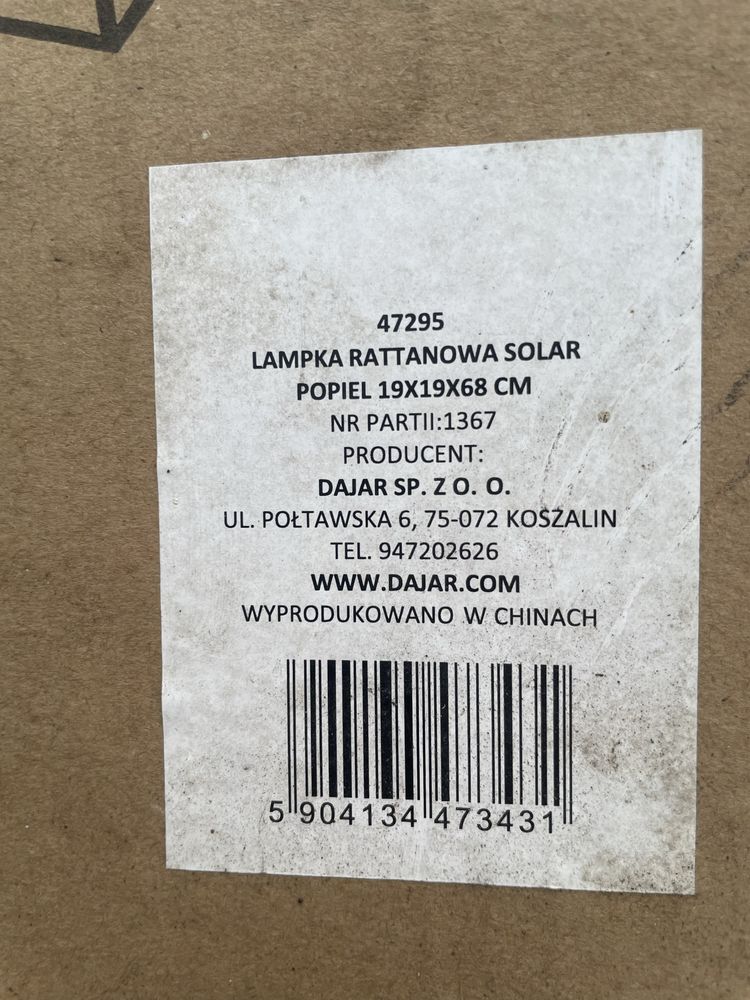 47295
LAMPKA RATTANOWA SOLAR
POPIEL 19X19X68 CM
NR PARTII:1367
PRODUCENT:
DAJAR SP. Z O. O.
UL. POŁTAWSKA 6, 75-072 KOSZALIN
TEL. 947202626
WWW.DAJAR.COM
WYPRODUKOWANO W CHINACH
5 904134 473431